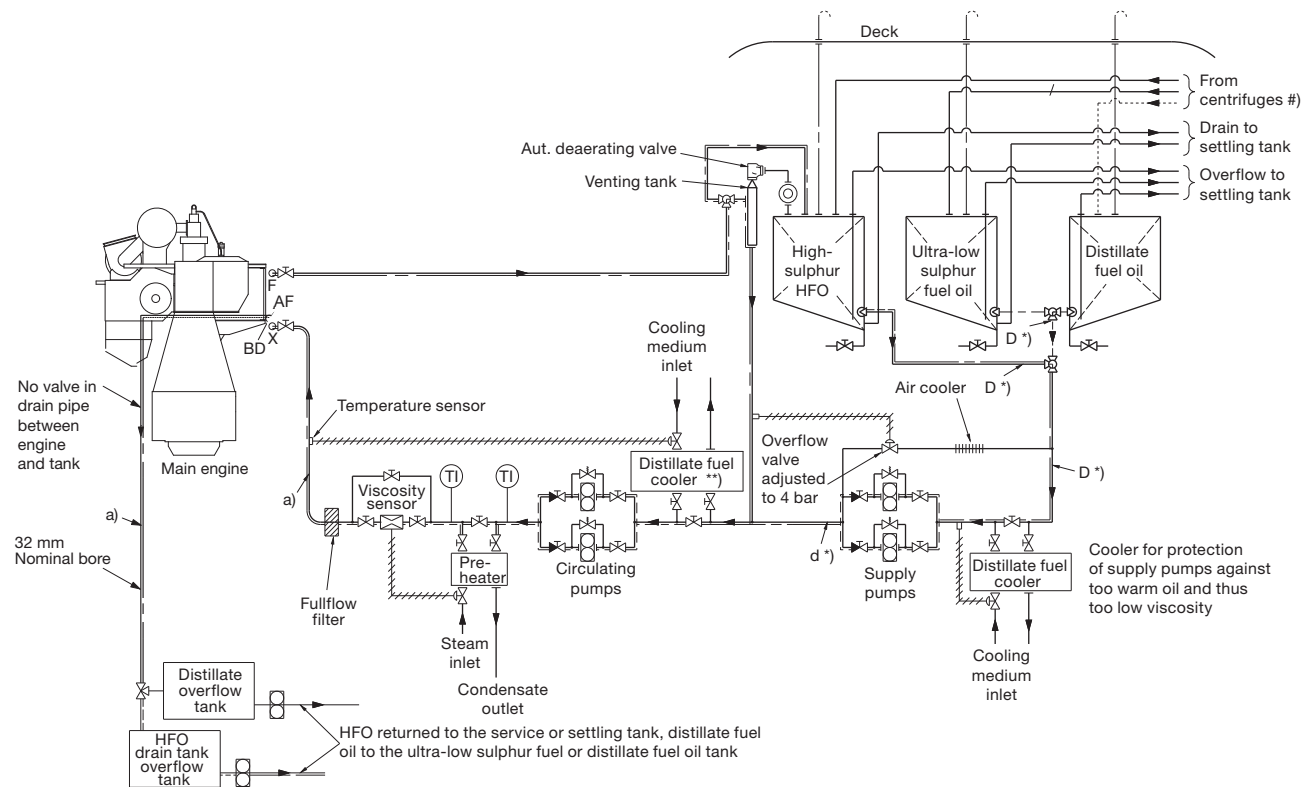 Deck
From
centrifuges #)
Drain to
settling tank
Overflow to
settling tank
Aut. deaerating valve
Venting tank
High-
sulphur
HFO
Ultra-low
sulphur
fuel oil
Distillate
fuel oil
F
AF
X
BD
D *)
D *)
No valve in
drain pipe
between
engine
and tank
Main engine
Temperature sensor
Cooling
medium
inlet
Air cooler
Overflow
valve
adjusted
to 4 bar
D *)
Distillate fuel
cooler **)
a)
Viscosity
sensor
TI
TI
a)
d *)
32 mm
Nominal bore
Pre-
heater
Circulating
pumps
Supply
pumps
Distillate fuel
cooler
Cooler for protection
of supply pumps against
too warm oil and thus
too low viscosity
Fullflow
filter
Steam
inlet
Condensate
outlet
Cooling
medium
inlet
Distillate
overflow
tank
HFO
drain tank
overflow
tank
HFO returned to the service or settling tank, distillate fuel
oil to the ultra-low sulphur fuel or distillate fuel oil tank